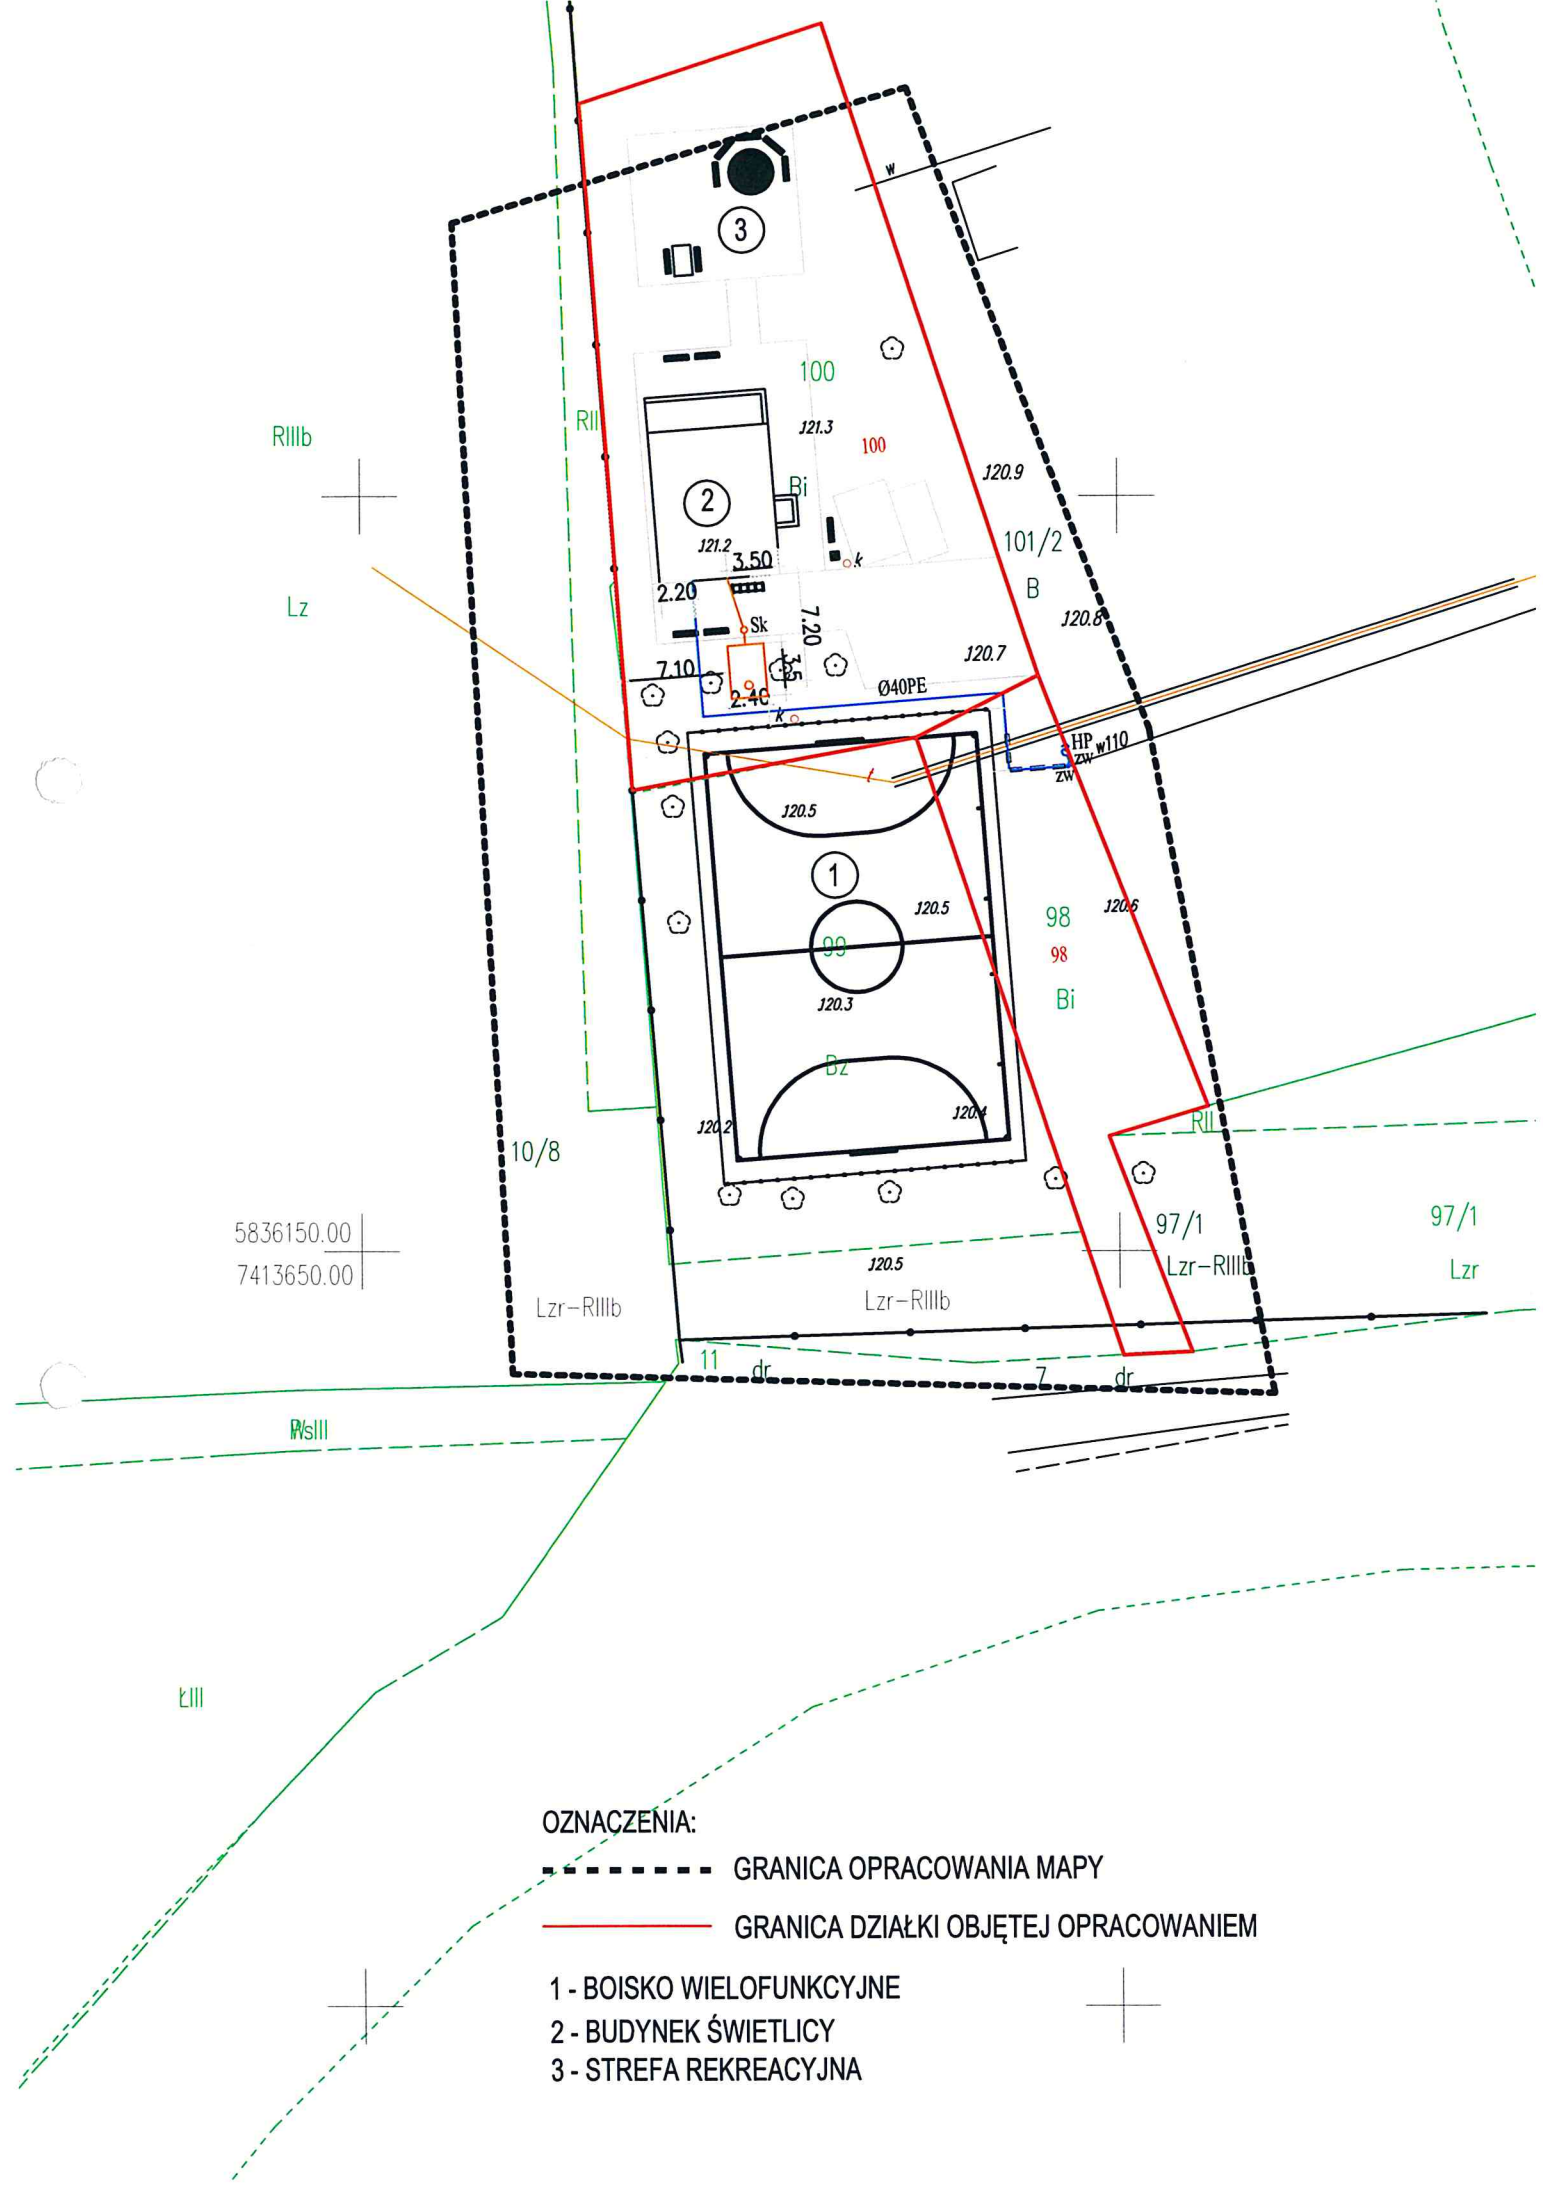 w
3
100
RIIIb
RII
121.3
100
120.9
Bi
2
121.2
101/2
3.50
k
B
2.20
Lz
120.8
Sk
7.20
120.7
7.10
3.5
Ø40PE
2.40
k
HP
w110
zw
zw
t
120.5
1
120.5
98
120.6
99
98
Bi
120.3
Bz
120.4
RII
120.2
10/8
97/1
97/1
5836150.00
120.5
Lzr-RIIIb
Lzr
7413650.00
Lzr-RIIIb
Lzr-RIIIb
11
dr
7
dr
WsIII
ŁIII
OZNACZENIA:
GRANICA OPRACOWANIA MAPY
GRANICA DZIAŁKI OBJĘTEJ OPRACOWANIEM
1 - BOISKO WIELOFUNKCYJNE
2 - BUDYNEK ŚWIETLICY
3 - STREFA REKREACYJNA